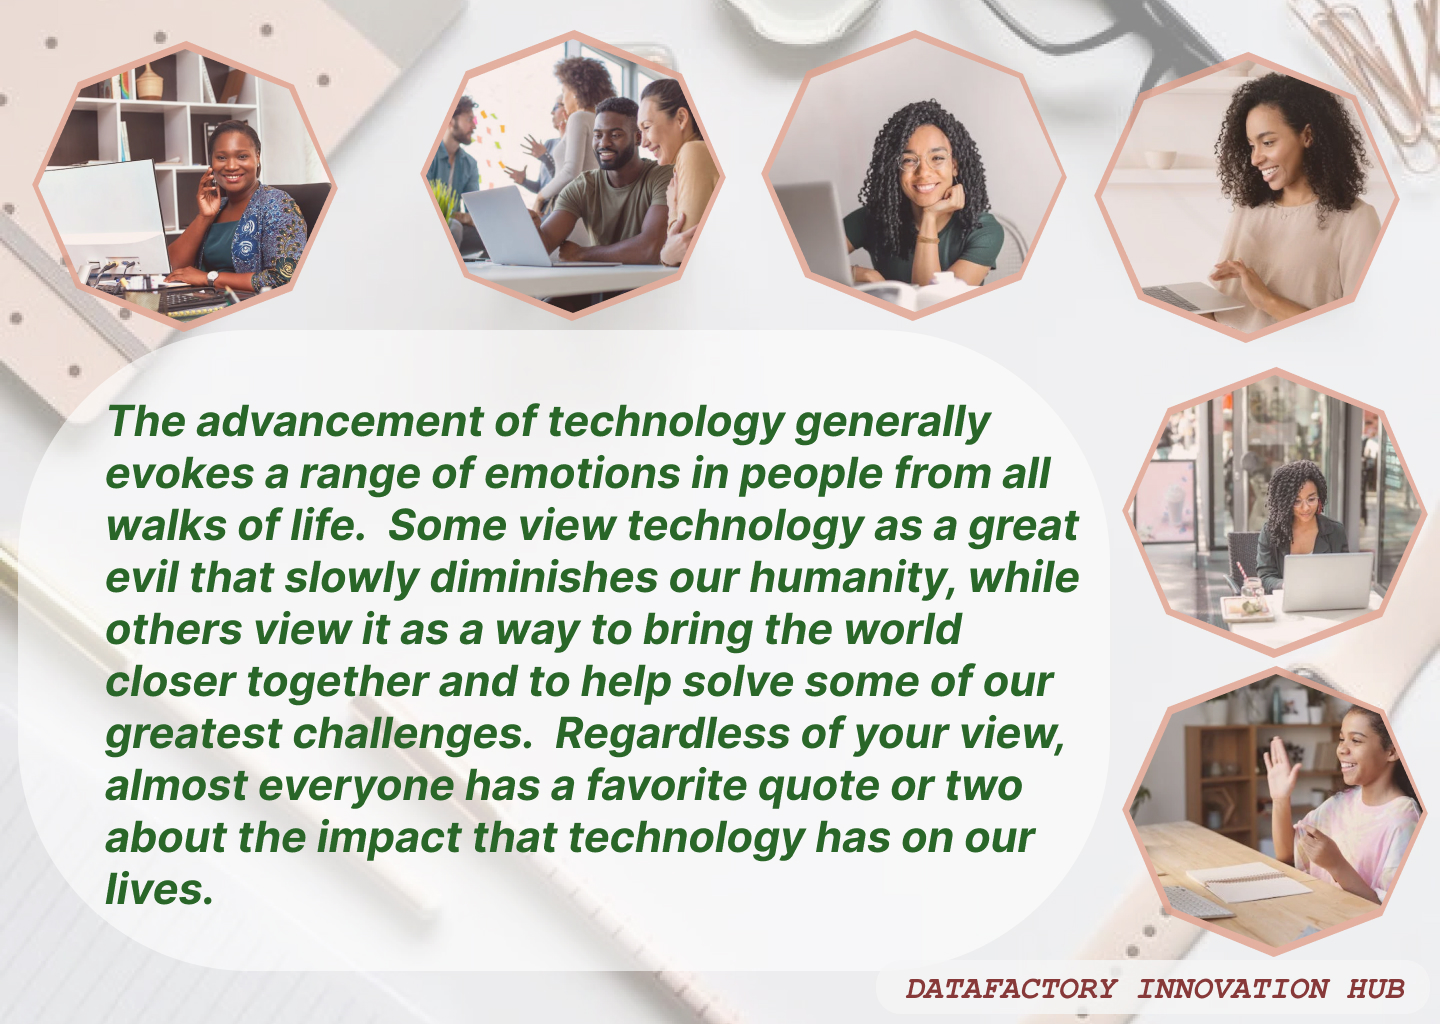 The advancement of technology generally
evokes a range of emotions in people from all
walks of life.  Some view technology as a great
evil that slowly diminishes our humanity, while
others view it as a way to bring the world
closer together and to help solve some of our
greatest challenges.  Regardless of your view,
almost everyone has a favorite quote or two
about the impact that technology has on our
lives.
DATAFACTORY INNOVATION HUB